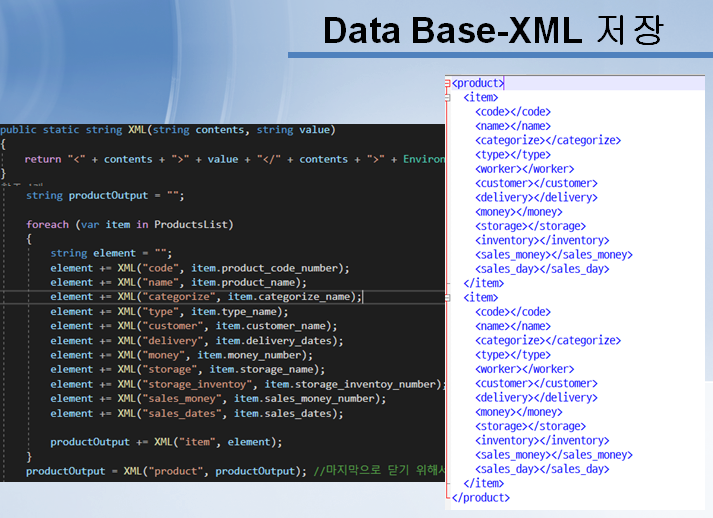 Data Base-XML 저장
public static string XML(string contents, string value)
{
return "<" + contents + ">" + value + "</" + contents + ">" + Environ
}
string productOutput = "";
foreach (var item in ProductsList)
{
string element = "";
element += XML("code", item.product_code_number);
element += XML("name", item.product_name);
element += XML("categorize", item.categorize_name);
element += XML("type", item.type_name);
element += XML("customer", item.customer_name);
element += XML("delivery", item.delivery_dates);
element += XML("money", item.money_number);
element += XML("storage", item.storage_name);
element += XML("storage_inventoy", item.storage_inventoy_number);
element += XML("sales_money", item.sales_money_number);
element += XML("sales_dates", item.sales_dates);
productOutput += XML("item", element);
}
productOutput = XML("product", productOutput); //마지막으로 닫기 위해서
<product>
<item>
<code></code>
<name></name>
<categorize></categorize>
<type></type>
<worker></worker>
<customer></customer>
<delivery></delivery>
<money></money>
<storage></storage>
<inventory></inventory>
<sales_money></sales_money>
<sales_day></sales_day>
</item>
<item>
<code></code>
<name></name>
<categorize></categorize>
<type></type>
<worker></worker>
<customer></customer>
<delivery></delivery>
<money></money>
<storage></storage>
<inventory></inventory>
<sales_money></sales_money>
<sales_day></sales_day>
</item>
</product>